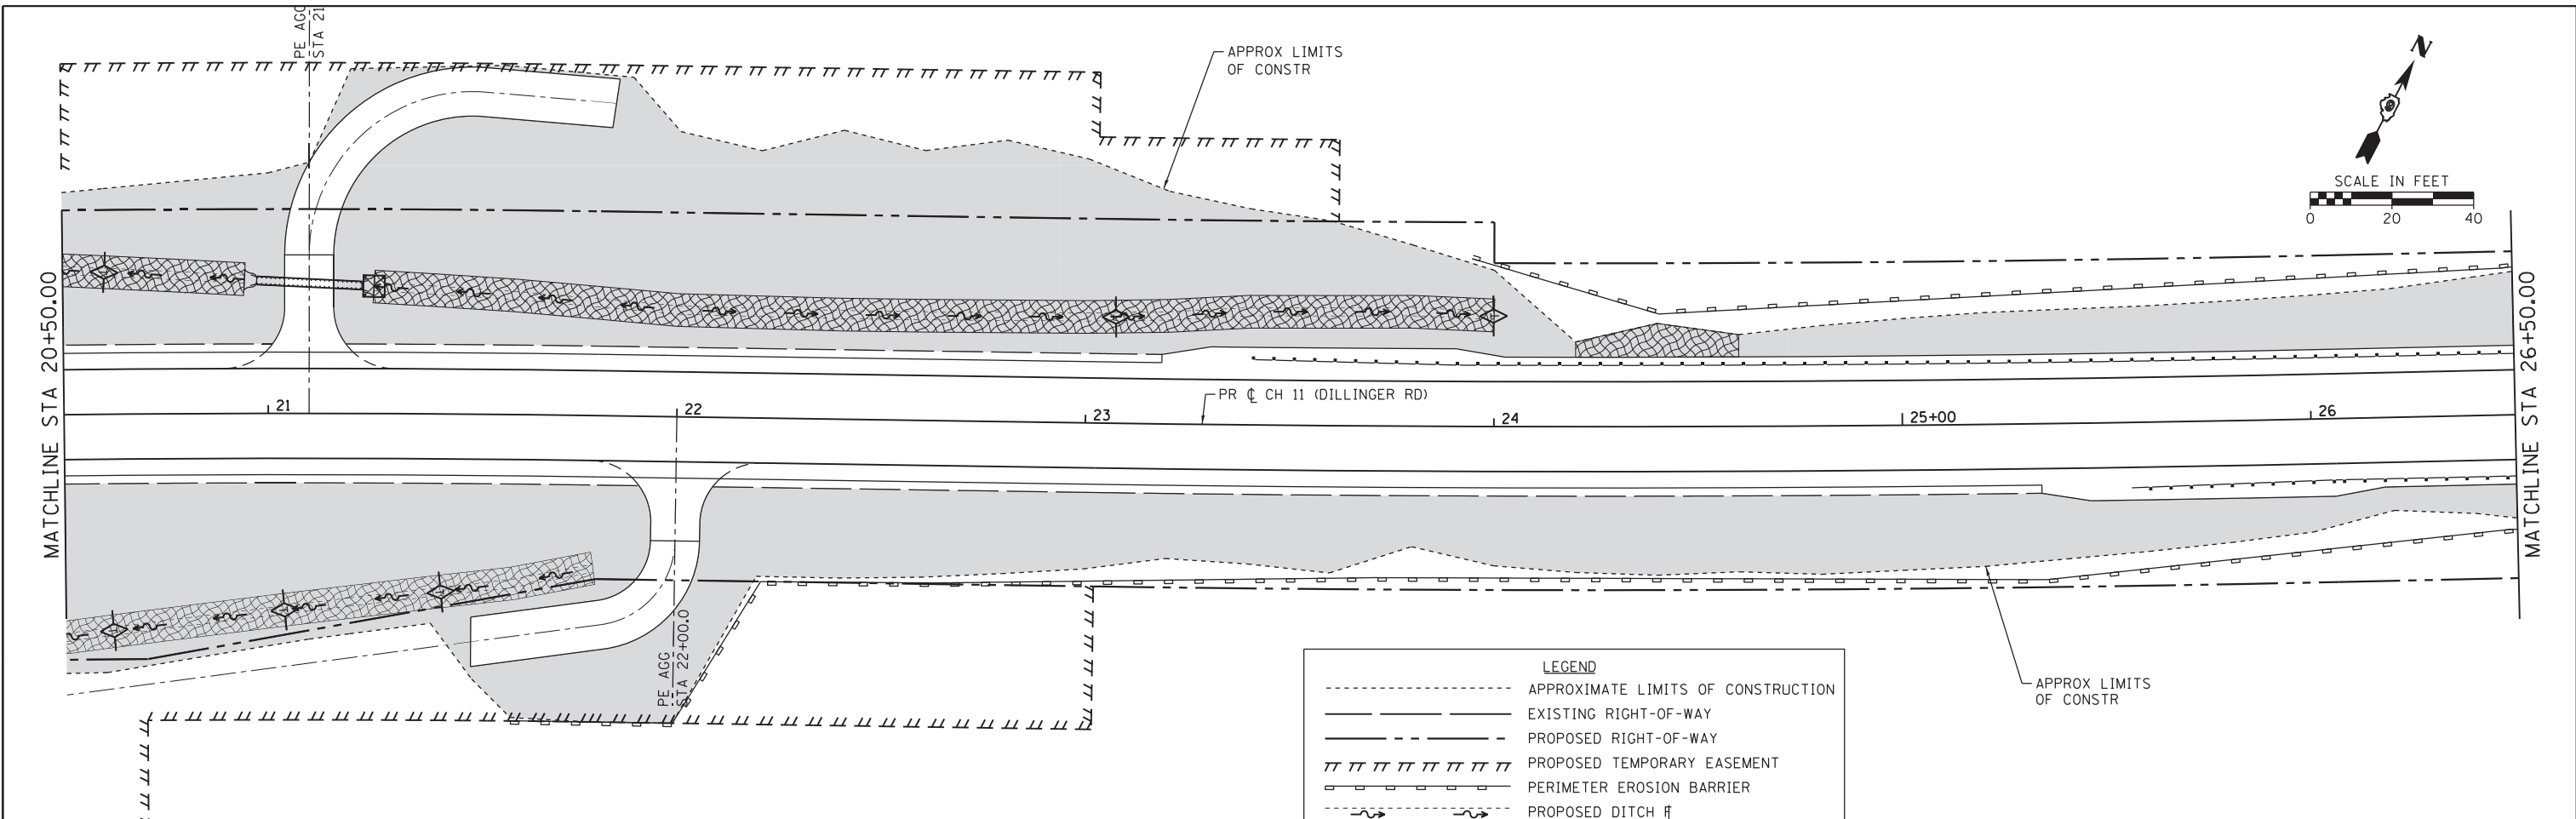 PE AGG
STA 21
APPROX LIMITS
OF CONSTR
N
SCALE IN FEET
0 20 40
MATCHLINE STA 20+50.00
MATCHLINE STA 26+50.00
PR ℄ CH 11 (DILLINGER RD)
21
22
23
24
25+00
26
PE AGG
STA 22+00.0
APPROX LIMITS
OF CONSTR
LEGEND
APPROXIMATE LIMITS OF CONSTRUCTION
EXISTING RIGHT-OF-WAY
PROPOSED RIGHT-OF-WAY
PROPOSED TEMPORARY EASEMENT
PERIMETER EROSION BARRIER
PROPOSED DITCH